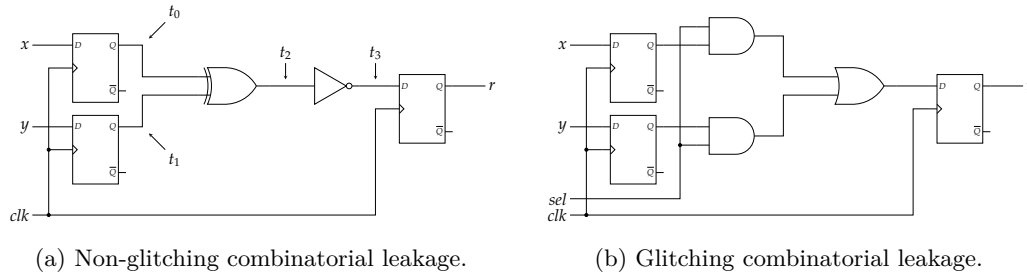 t₀
x
D
Q
Q̅
t₂
t₃
D
Q
r
Q̅
y
D
Q
Q̅
t₁
clk
(a) Non-glitching combinatorial leakage.
x
D
Q
Q̅
D
Q
Q̅
y
D
Q
Q̅
sel
clk
(b) Glitching combinatorial leakage.